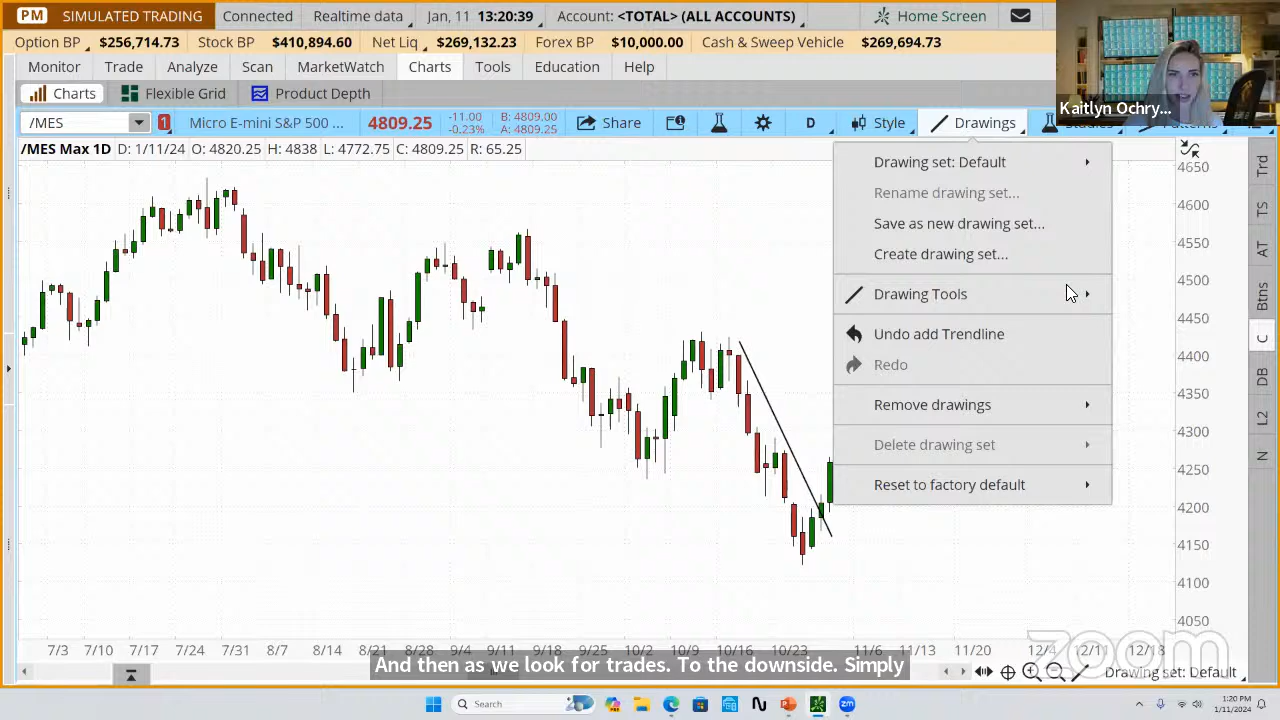 PM SIMULATED TRADING Connected Realtime data Jan, 11 13:20:39 Account: <TOTAL> (ALL ACCOUNTS) Home Screen
Option BP $256,714.73 Stock BP $410,894.60 Net Liq $269,132.23 Forex BP $10,000.00 Cash & Sweep Vehicle $269,694.73
Monitor Trade Analyze Scan MarketWatch Charts Tools Education Help
Charts Flexible Grid Product Depth
Kaitlyn Ochry...
/MES 1 Micro E-mini S&P 500 ... 4809.25 -11.00 B: 4809.00 Share D Style Drawings
-0.23% A: 4809.25
/MES Max 1D D: 1/11/24 O: 4820.25 H: 4838 L: 4772.75 C: 4809.25 R: 65.25
Drawing set: Default
Rename drawing set...
Save as new drawing set...
Create drawing set...
Drawing Tools
Undo add Trendline
Redo
Remove drawings
Delete drawing set
Reset to factory default
4650
4600
4550
4500
4450
4400
4350
4300
4250
4200
4150
4100
4050
Trd
TS
AT
Btns
C
DB
L2
N
7/3 7/10 7/17 7/24 7/31 8/7 8/14 8/21 8/28 9/4 9/11 9/18 9/25 10/2 10/9 10/16 10/23 11/6 11/13 11/20 12/4 12/11 12/18
zoom
And then as we look for trades. To the downside. Simply
Drawing set: Default
Search
1:20 PM
1/11/2024